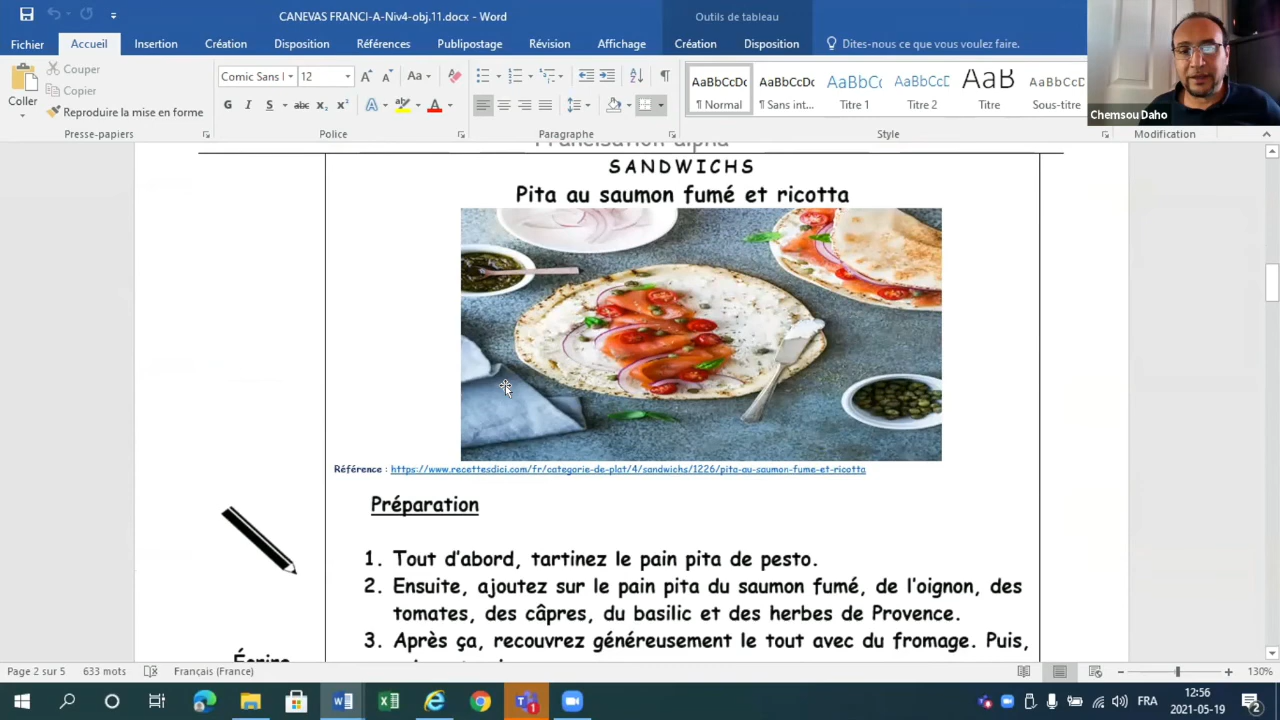 CANEVAS FRANCI-A-Niv4-obj.11.docx - Word
Outils de tableau
Fichier
Accueil
Insertion
Création
Disposition
Références
Publipostage
Révision
Affichage
Création
Disposition
Dites-nous ce que vous voulez faire.
Coller
Couper
Copier
Reproduire la mise en forme
Presse-papiers
Comic Sans
12
Police
Paragraphe
AaBbCcDc
¶ Normal
AaBbCcDc
¶ Sans int...
AaBbCc
Titre 1
AaBbCcD
Titre 2
AaB
Titre
AaBbCcD
Sous-titre
Style
Modification
Chemsou Daho
Francisation alpha
SANDWICHS
Pita au saumon fumé et ricotta
Référence : https://www.recettesdici.com/fr/categorie-de-plat/4/sandwichs/1226/pita-au-saumon-fume-et-ricotta
Préparation
1. Tout d'abord, tartinez le pain pita de pesto.
2. Ensuite, ajoutez sur le pain pita du saumon fumé, de l'oignon, des
tomates, des câpres, du basilic et des herbes de Provence.
3. Après ça, recouvrez généreusement le tout avec du fromage. Puis,
Écrire
Page 2 sur 5
633 mots
Français (France)
130%
FRA
12:56
2021-05-19